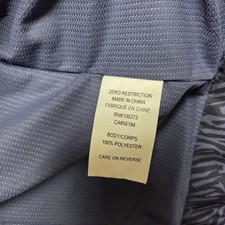 ZERO RESTRICTION
MADE IN CHINA
FABRIQUÉ EN CHINE
RN#106373
CA#56184
BODY/CORPS
100% POLYESTER
CARE ON REVERSE